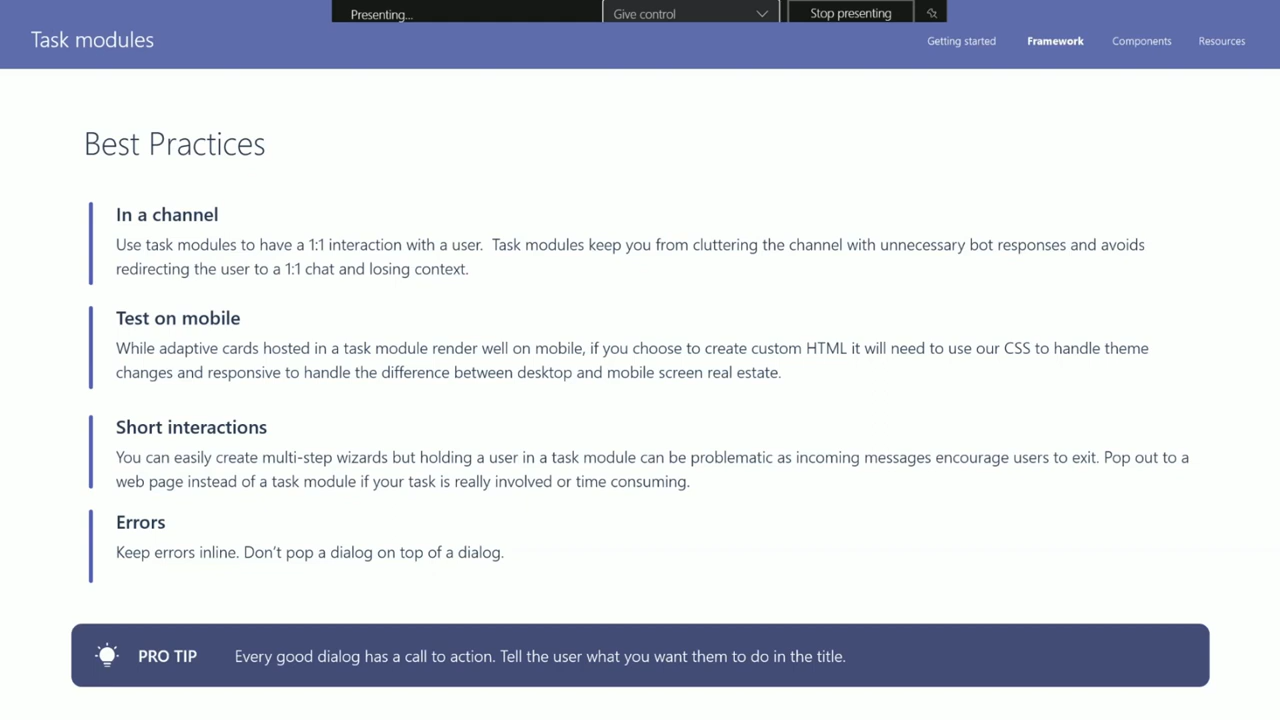 Presenting...
Give control
Stop presenting
Task modules
Getting started
Framework
Components
Resources
Best Practices
In a channel
Use task modules to have a 1:1 interaction with a user.  Task modules keep you from cluttering the channel with unnecessary bot responses and avoids
redirecting the user to a 1:1 chat and losing context.
Test on mobile
While adaptive cards hosted in a task module render well on mobile, if you choose to create custom HTML it will need to use our CSS to handle theme
changes and responsive to handle the difference between desktop and mobile screen real estate.
Short interactions
You can easily create multi-step wizards but holding a user in a task module can be problematic as incoming messages encourage users to exit. Pop out to a
web page instead of a task module if your task is really involved or time consuming.
Errors
Keep errors inline. Don’t pop a dialog on top of a dialog.
PRO TIP
Every good dialog has a call to action. Tell the user what you want them to do in the title.